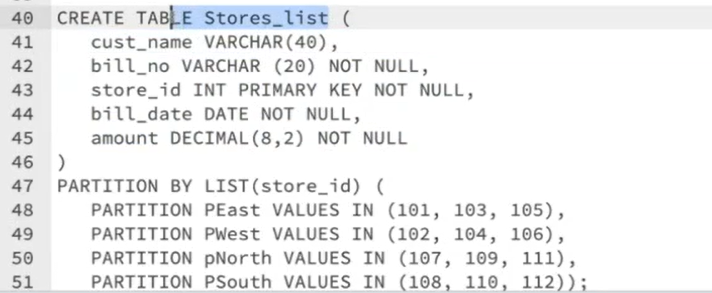 40 CREATE TABLE Stores_list (
41 cust_name VARCHAR(40),
42 bill_no VARCHAR (20) NOT NULL,
43 store_id INT PRIMARY KEY NOT NULL,
44 bill_date DATE NOT NULL,
45 amount DECIMAL(8,2) NOT NULL
46 )
47 PARTITION BY LIST(store_id) (
48 PARTITION PEast VALUES IN (101, 103, 105),
49 PARTITION PWest VALUES IN (102, 104, 106),
50 PARTITION pNorth VALUES IN (107, 109, 111),
51 PARTITION PSouth VALUES IN (108, 110, 112));